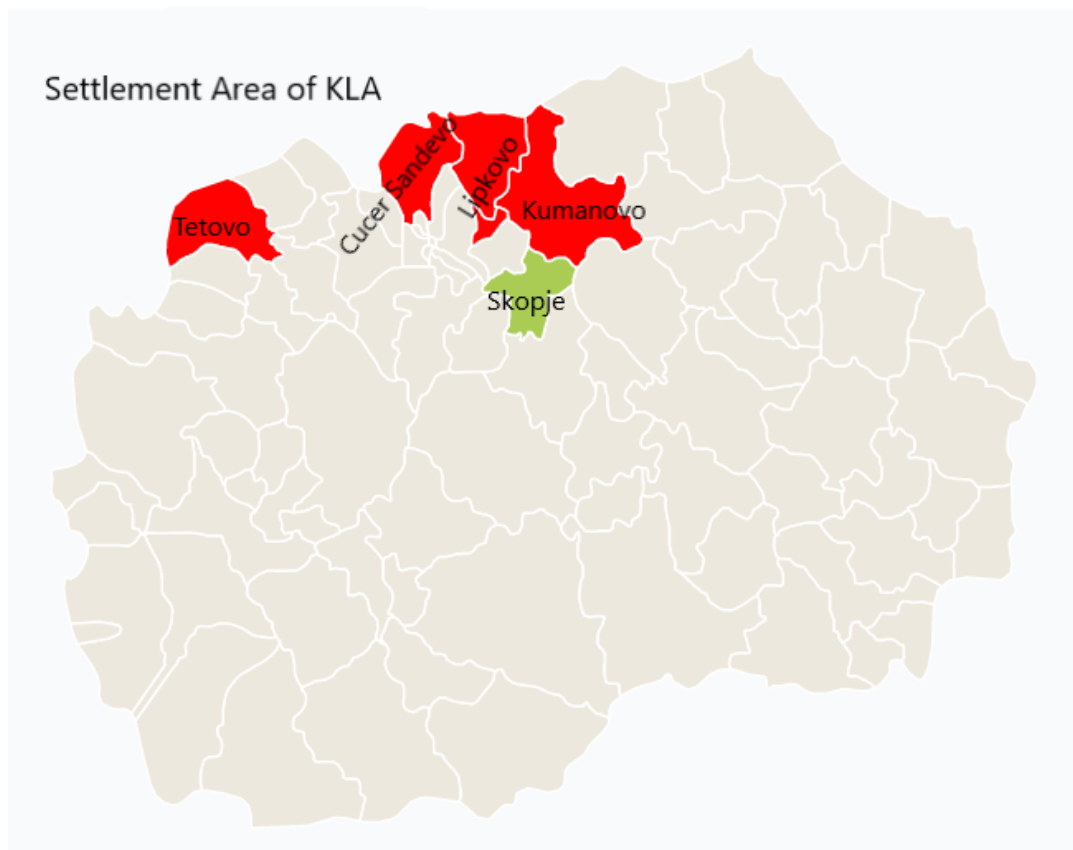 Settlement Area of KLA
Cucer Sandevo
Lipkovo
Tetovo
Kumanovo
Skopje